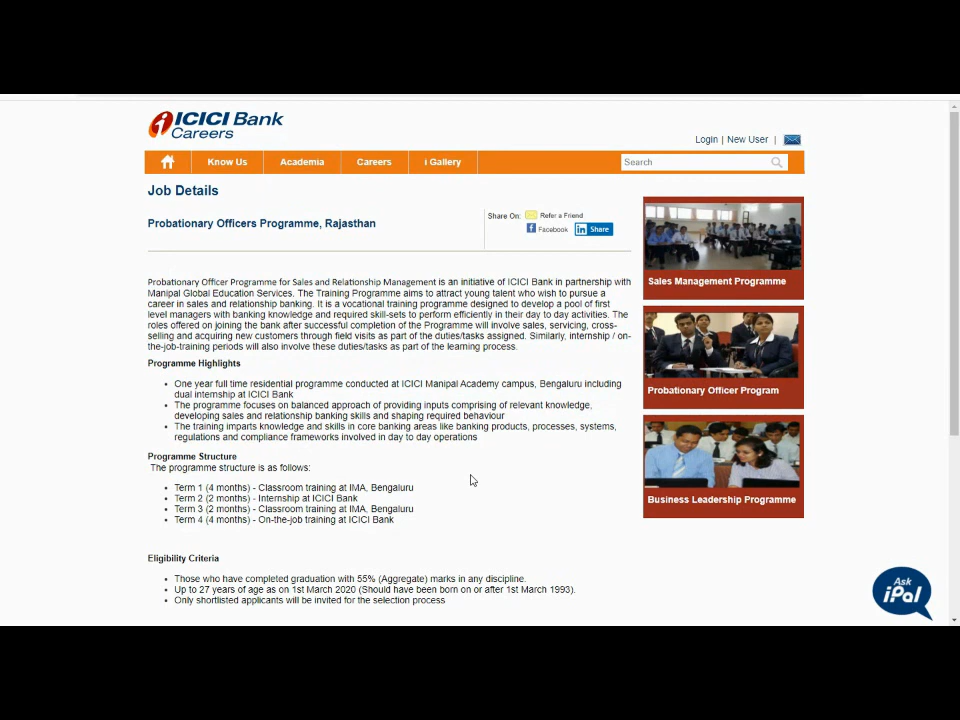 ICICI Bank
Careers
Login | New User |
Know Us
Academia
Careers
i Gallery
Search
Job Details
Probationary Officers Programme, Rajasthan
Share On:
Refer a Friend
Facebook
in Share
Probationary Officer Programme for Sales and Relationship Management is an initiative of ICICI Bank in partnership with
Manipal Global Education Services. The Training Programme aims to attract young talent who wish to pursue a
career in sales and relationship banking. It is a vocational training programme designed to develop a pool of first
level managers with banking knowledge and required skill-sets to perform efficiently in their day to day activities. The
roles offered on joining the bank after successful completion of the Programme will involve sales, servicing, cross-
selling and acquiring new customers through field visits as part of the duties/tasks assigned. Similarly, internship / on-
the-job-training periods will also involve these duties/tasks as part of the learning process.
Programme Highlights
• One year full time residential programme conducted at ICICI Manipal Academy campus, Bengaluru including
dual internship at ICICI Bank
• The programme focuses on balanced approach of providing inputs comprising of relevant knowledge,
developing sales and relationship banking skills and shaping required behaviour
• The training imparts knowledge and skills in core banking areas like banking products, processes, systems,
regulations and compliance frameworks involved in day to day operations
Programme Structure
The programme structure is as follows:
• Term 1 (4 months) - Classroom training at IMA, Bengaluru
• Term 2 (2 months) - Internship at ICICI Bank
• Term 3 (2 months) - Classroom training at IMA, Bengaluru
• Term 4 (4 months) - On-the-job training at ICICI Bank
Eligibility Criteria
• Those who have completed graduation with 55% (Aggregate) marks in any discipline.
• Up to 27 years of age as on 1st March 2020 (Should have been born on or after 1st March 1993).
• Only shortlisted applicants will be invited for the selection process
Sales Management Programme
Probationary Officer Program
Business Leadership Programme
Ask
iPal